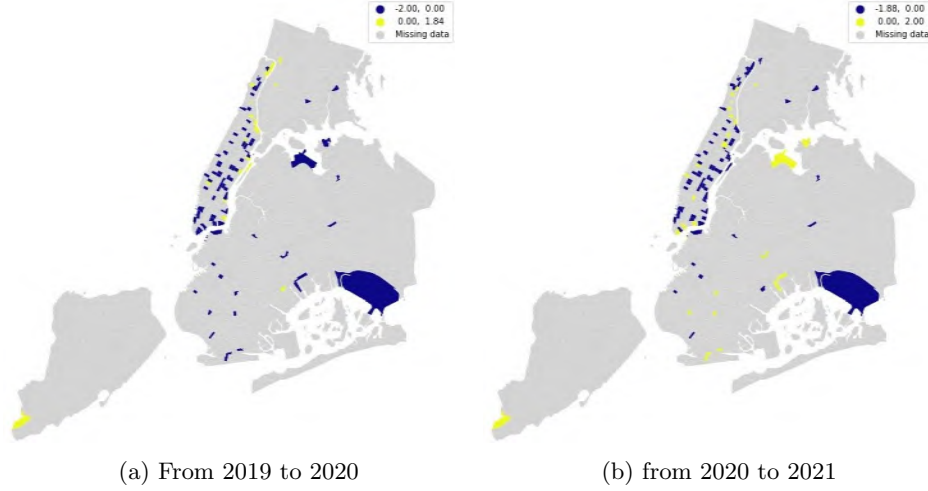 -2.00, 0.00
0.00, 1.84
Missing data
-1.88, 0.00
0.00, 2.00
Missing data
(a) From 2019 to 2020
(b) from 2020 to 2021